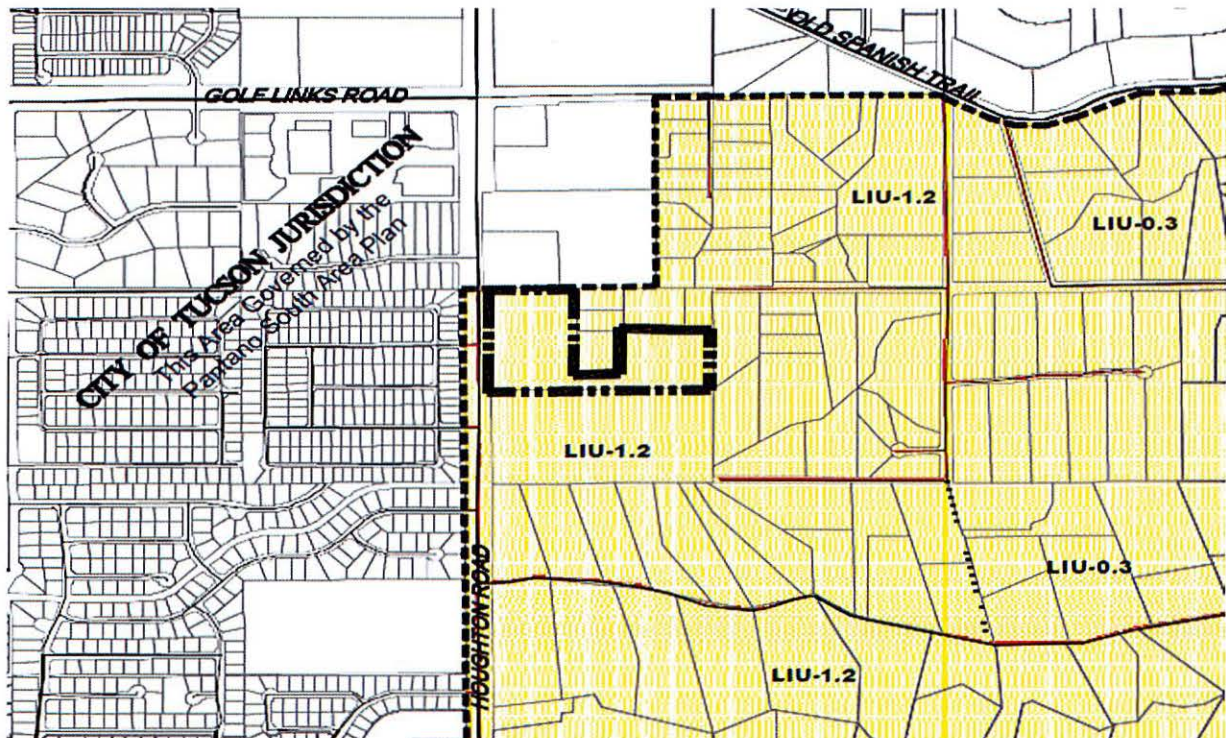 OLD SPANISH TRAIL
GOLF LINKS ROAD
CITY OF TUCSON JURISDICTION
This Area Governed by the
Pantano South Area Plan
LIU-1.2
LIU-0.3
LIU-1.2
HOUGHTON ROAD
LIU-0.3
LIU-1.2